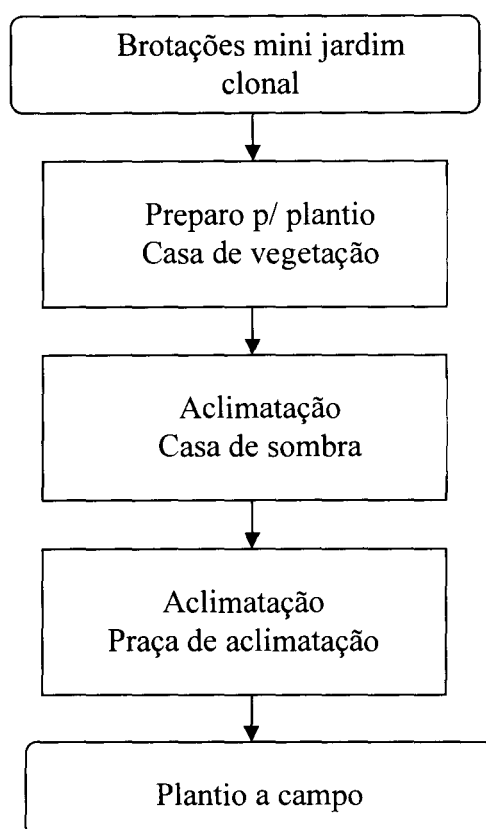 Brotações mini jardim
clonal
Preparo p/ plantio
Casa de vegetação
Aclimatação
Casa de sombra
Aclimatação
Praça de aclimatação
Plantio a campo